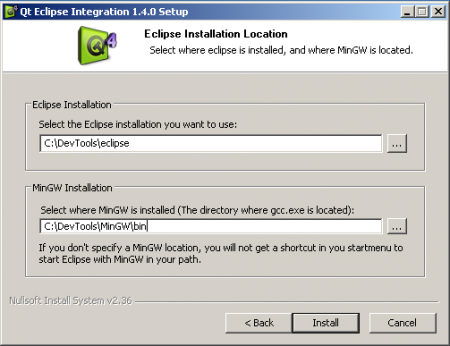 Qt Eclipse Integration 1.4.0 Setup
4
Eclipse Installation Location
Select where eclipse is installed, and where MinGW is located.
Eclipse Installation
Select the Eclipse installation you want to use:
C:\DevTools\eclipse
...
MinGW Installation
Select where MinGW is installed (The directory where gcc.exe is located):
C:\DevTools\MinGW\bin
...
If you don't specify a MinGW location, you will not get a shortcut in you startmenu to
start Eclipse with MinGW in your path.
Nullsoft Install System v2.36
< Back Install Cancel